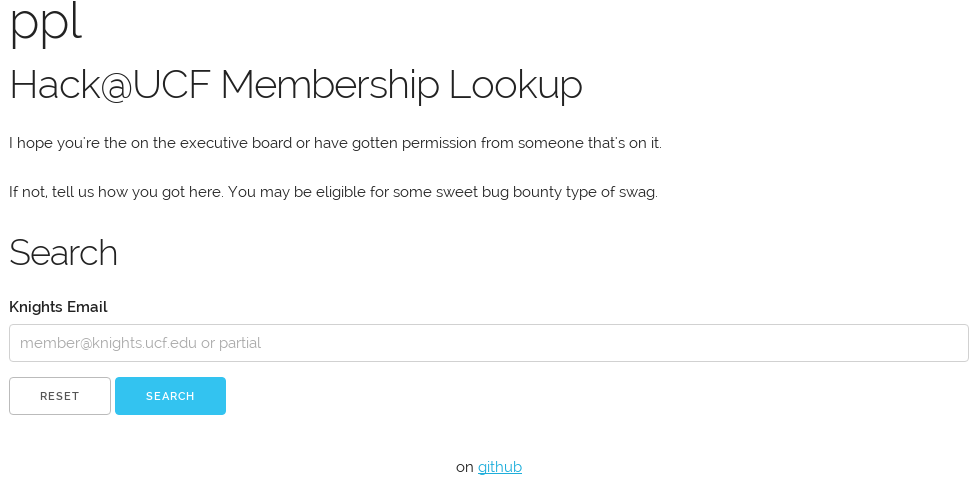 ppl
Hack@UCF Membership Lookup
I hope you're the on the executive board or have gotten permission from someone that's on it.
If not, tell us how you got here. You may be eligible for some sweet bug bounty type of swag.
Search
Knights Email
member@knights.ucf.edu or partial
RESET SEARCH
on github